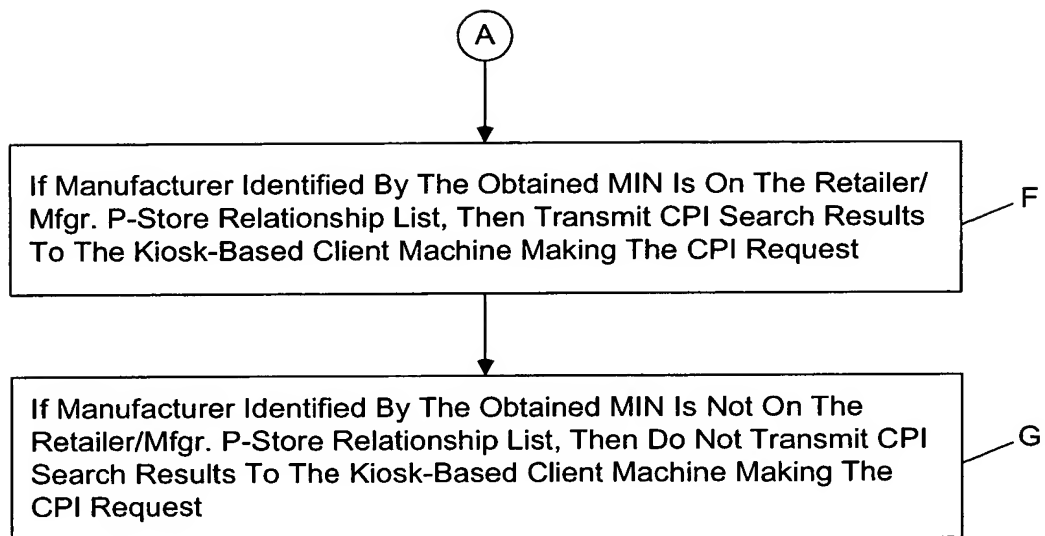 A
If Manufacturer Identified By The Obtained MIN Is On The Retailer/
Mfgr. P-Store Relationship List, Then Transmit CPI Search Results
To The Kiosk-Based Client Machine Making The CPI Request
F
If Manufacturer Identified By The Obtained MIN Is Not On The
Retailer/Mfgr. P-Store Relationship List, Then Do Not Transmit CPI
Search Results To The Kiosk-Based Client Machine Making The
CPI Request
G